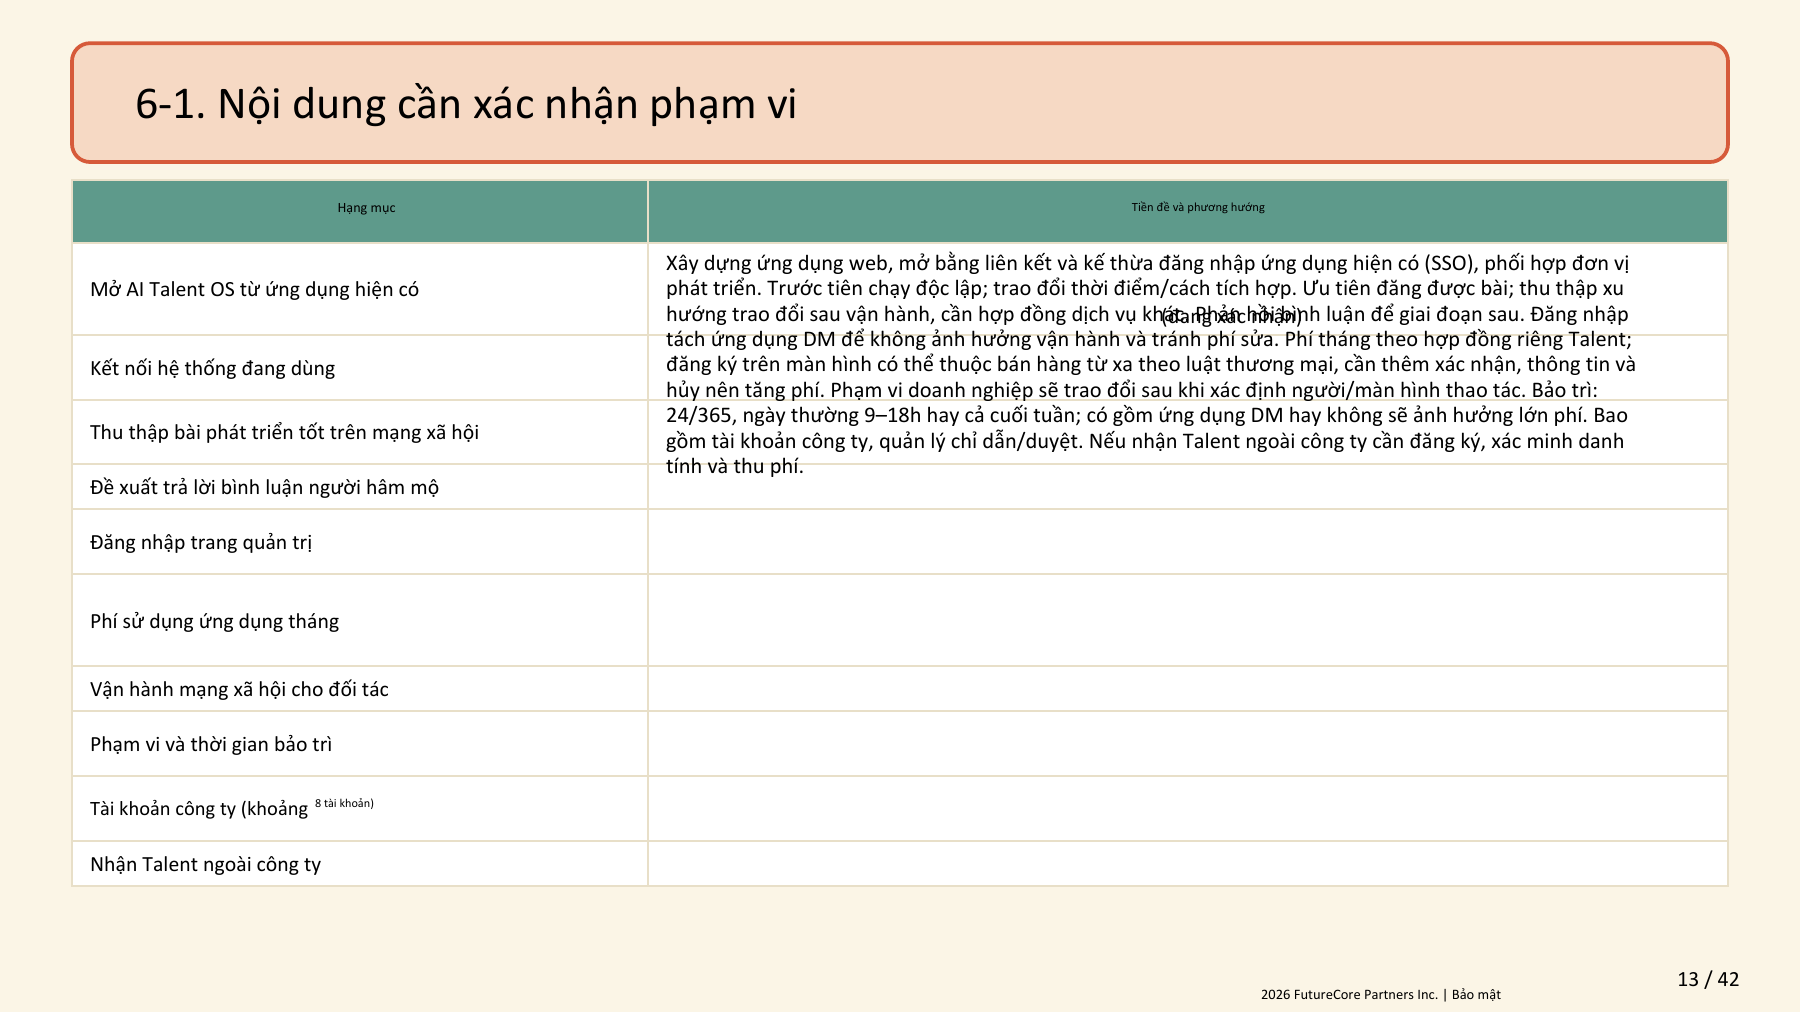 6-1. Nội dung cần xác nhận phạm vi
Hạng mục
Tiền đề và phương hướng
Mở AI Talent OS từ ứng dụng hiện có
Xây dựng ứng dụng web, mở bằng liên kết và kế thừa đăng nhập ứng dụng hiện có (SSO), phối hợp đơn vị
phát triển. Trước tiên chạy độc lập; trao đổi thời điểm/cách tích hợp. Ưu tiên đăng được bài; thu thập xu
hướng trao đổi sau vận hành, cần hợp đồng dịch vụ khác. Phản hồi bình luận để giai đoạn sau. Đăng nhập
(đang xác nhận)
tách ứng dụng DM để không ảnh hưởng vận hành và tránh phí sửa. Phí tháng theo hợp đồng riêng Talent;
đăng ký trên màn hình có thể thuộc bán hàng từ xa theo luật thương mại, cần thêm xác nhận, thông tin và
hủy nên tăng phí. Phạm vi doanh nghiệp sẽ trao đổi sau khi xác định người/màn hình thao tác. Bảo trì:
24/365, ngày thường 9–18h hay cả cuối tuần; có gồm ứng dụng DM hay không sẽ ảnh hưởng lớn phí. Bao
gồm tài khoản công ty, quản lý chỉ dẫn/duyệt. Nếu nhận Talent ngoài công ty cần đăng ký, xác minh danh
tính và thu phí.
Kết nối hệ thống đang dùng
Thu thập bài phát triển tốt trên mạng xã hội
Đề xuất trả lời bình luận người hâm mộ
Đăng nhập trang quản trị
Phí sử dụng ứng dụng tháng
Vận hành mạng xã hội cho đối tác
Phạm vi và thời gian bảo trì
Tài khoản công ty (khoảng 8 tài khoản)
Nhận Talent ngoài công ty
13 / 42
2026 FutureCore Partners Inc. | Bảo mật